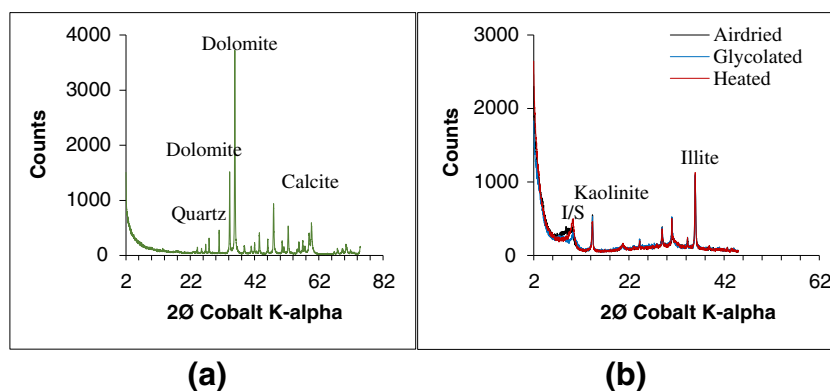 4000
3000
2000
1000
0
Counts
Dolomite
Dolomite
Quartz
Calcite
2 22 42 62 82
2Ø Cobalt K-alpha
(a)
3000
2000
1000
0
Counts
Airdried
Glycolated
Heated
Illite
Kaolinite
I/S
2 22 42 62
2Ø Cobalt K-alpha
(b)